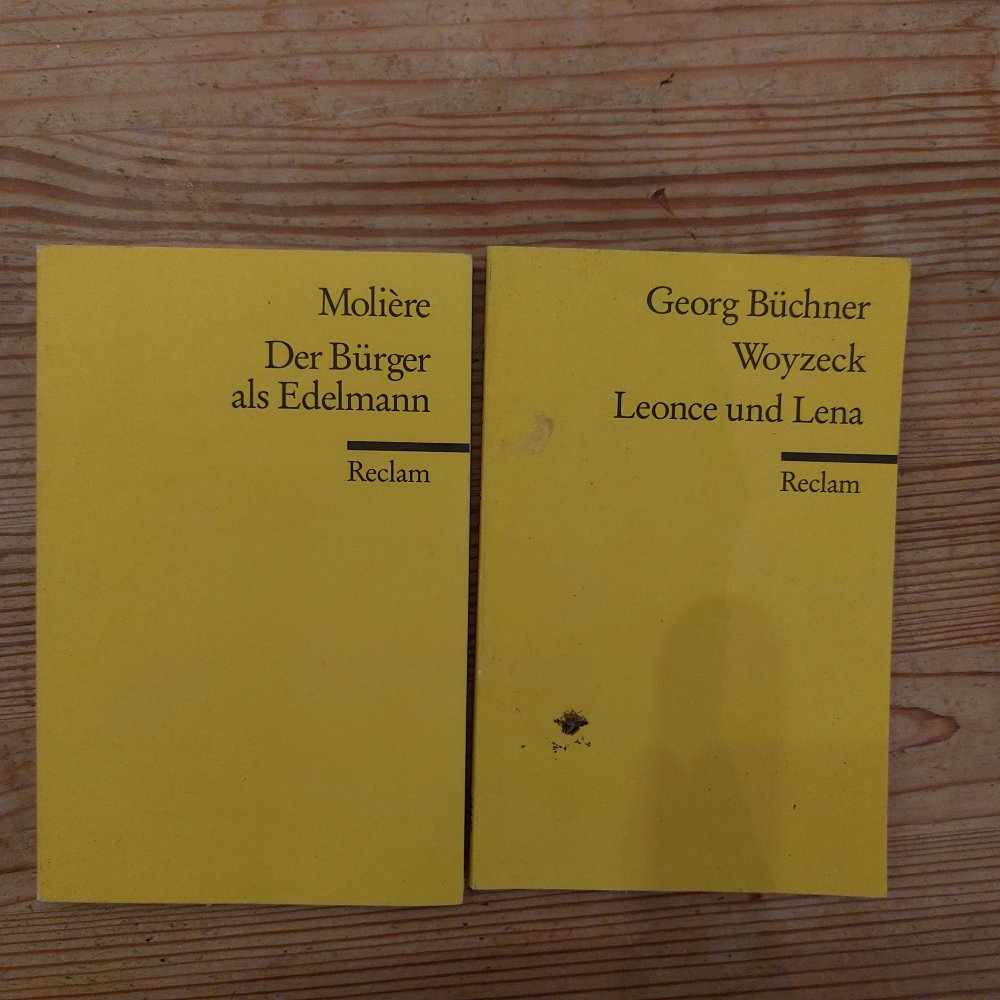 Molière
Der Bürger
als Edelmann
Reclam
Georg Büchner
Woyzeck
Leonce und Lena
Reclam